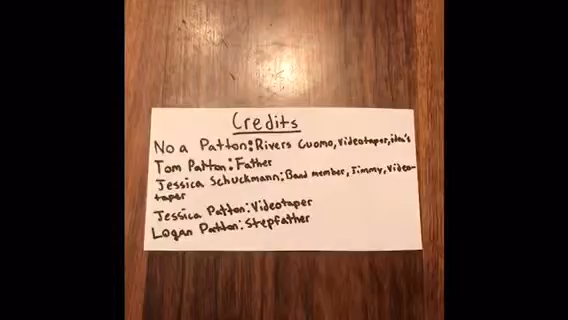 Credits
Noa Patton: Rivers Cuomo, videotaper, idea's
Tom Patton: Father
Jessica Schuckmann: Band member, Jimmy, Video-
taper
Jessica Patton: Videotaper
Logan Patton: Stepfather